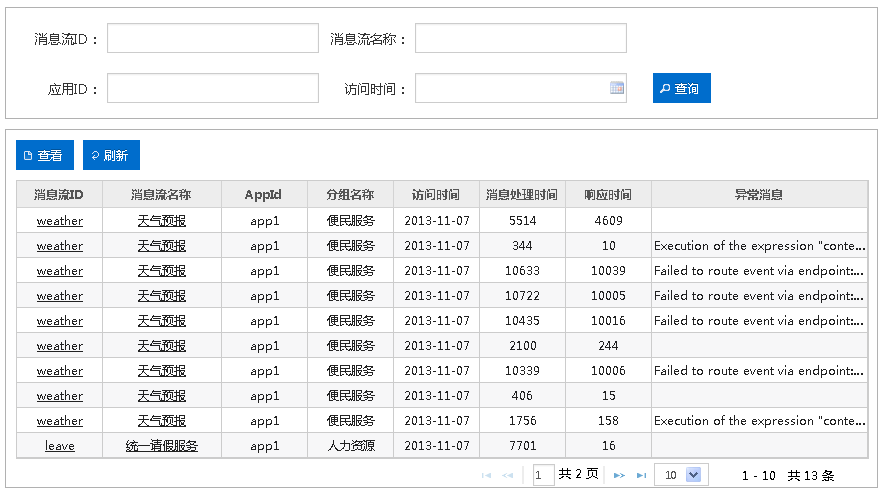 消息流ID： 消息流名称：
应用ID： 访问时间： 查询
查看 刷新
消息流ID 消息流名称 AppId 分组名称 访问时间 消息处理时间 响应时间 异常消息
weather 天气预报 app1 便民服务 2013-11-07 5514 4609
weather 天气预报 app1 便民服务 2013-11-07 344 10 Execution of the expression "conte...
weather 天气预报 app1 便民服务 2013-11-07 10633 10039 Failed to route event via endpoint:...
weather 天气预报 app1 便民服务 2013-11-07 10722 10005 Failed to route event via endpoint:...
weather 天气预报 app1 便民服务 2013-11-07 10435 10016 Failed to route event via endpoint:...
weather 天气预报 app1 便民服务 2013-11-07 2100 244
weather 天气预报 app1 便民服务 2013-11-07 10339 10006 Failed to route event via endpoint:...
weather 天气预报 app1 便民服务 2013-11-07 406 15
weather 天气预报 app1 便民服务 2013-11-07 1756 158 Execution of the expression "conte...
leave 统一请假服务 app1 人力资源 2013-11-07 7701 16
1 共 2 页 10 1 - 10 共 13 条